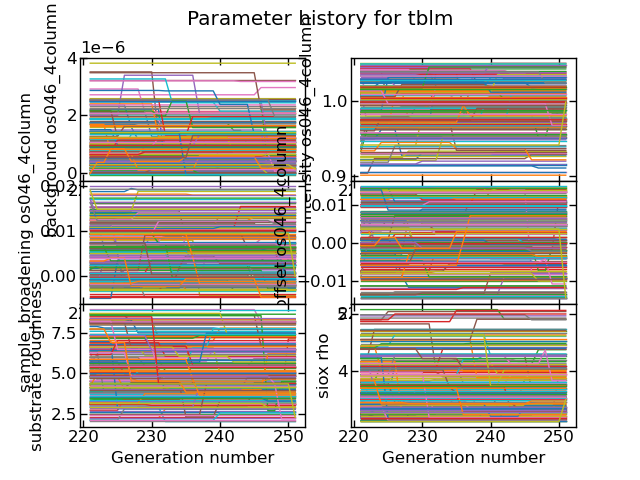 Parameter history for tblm
1e−6
4
2
0
background os046_4column
1.0
0.9
intensity os046_4column
0.02
0.01
0.00
sample_broadening os046_4column
0.01
0.00
−0.01
offset os046_4column
7.5
5.0
2.5
substrate roughness
4
siox rho
220
230
240
250
Generation number
220
230
240
250
Generation number